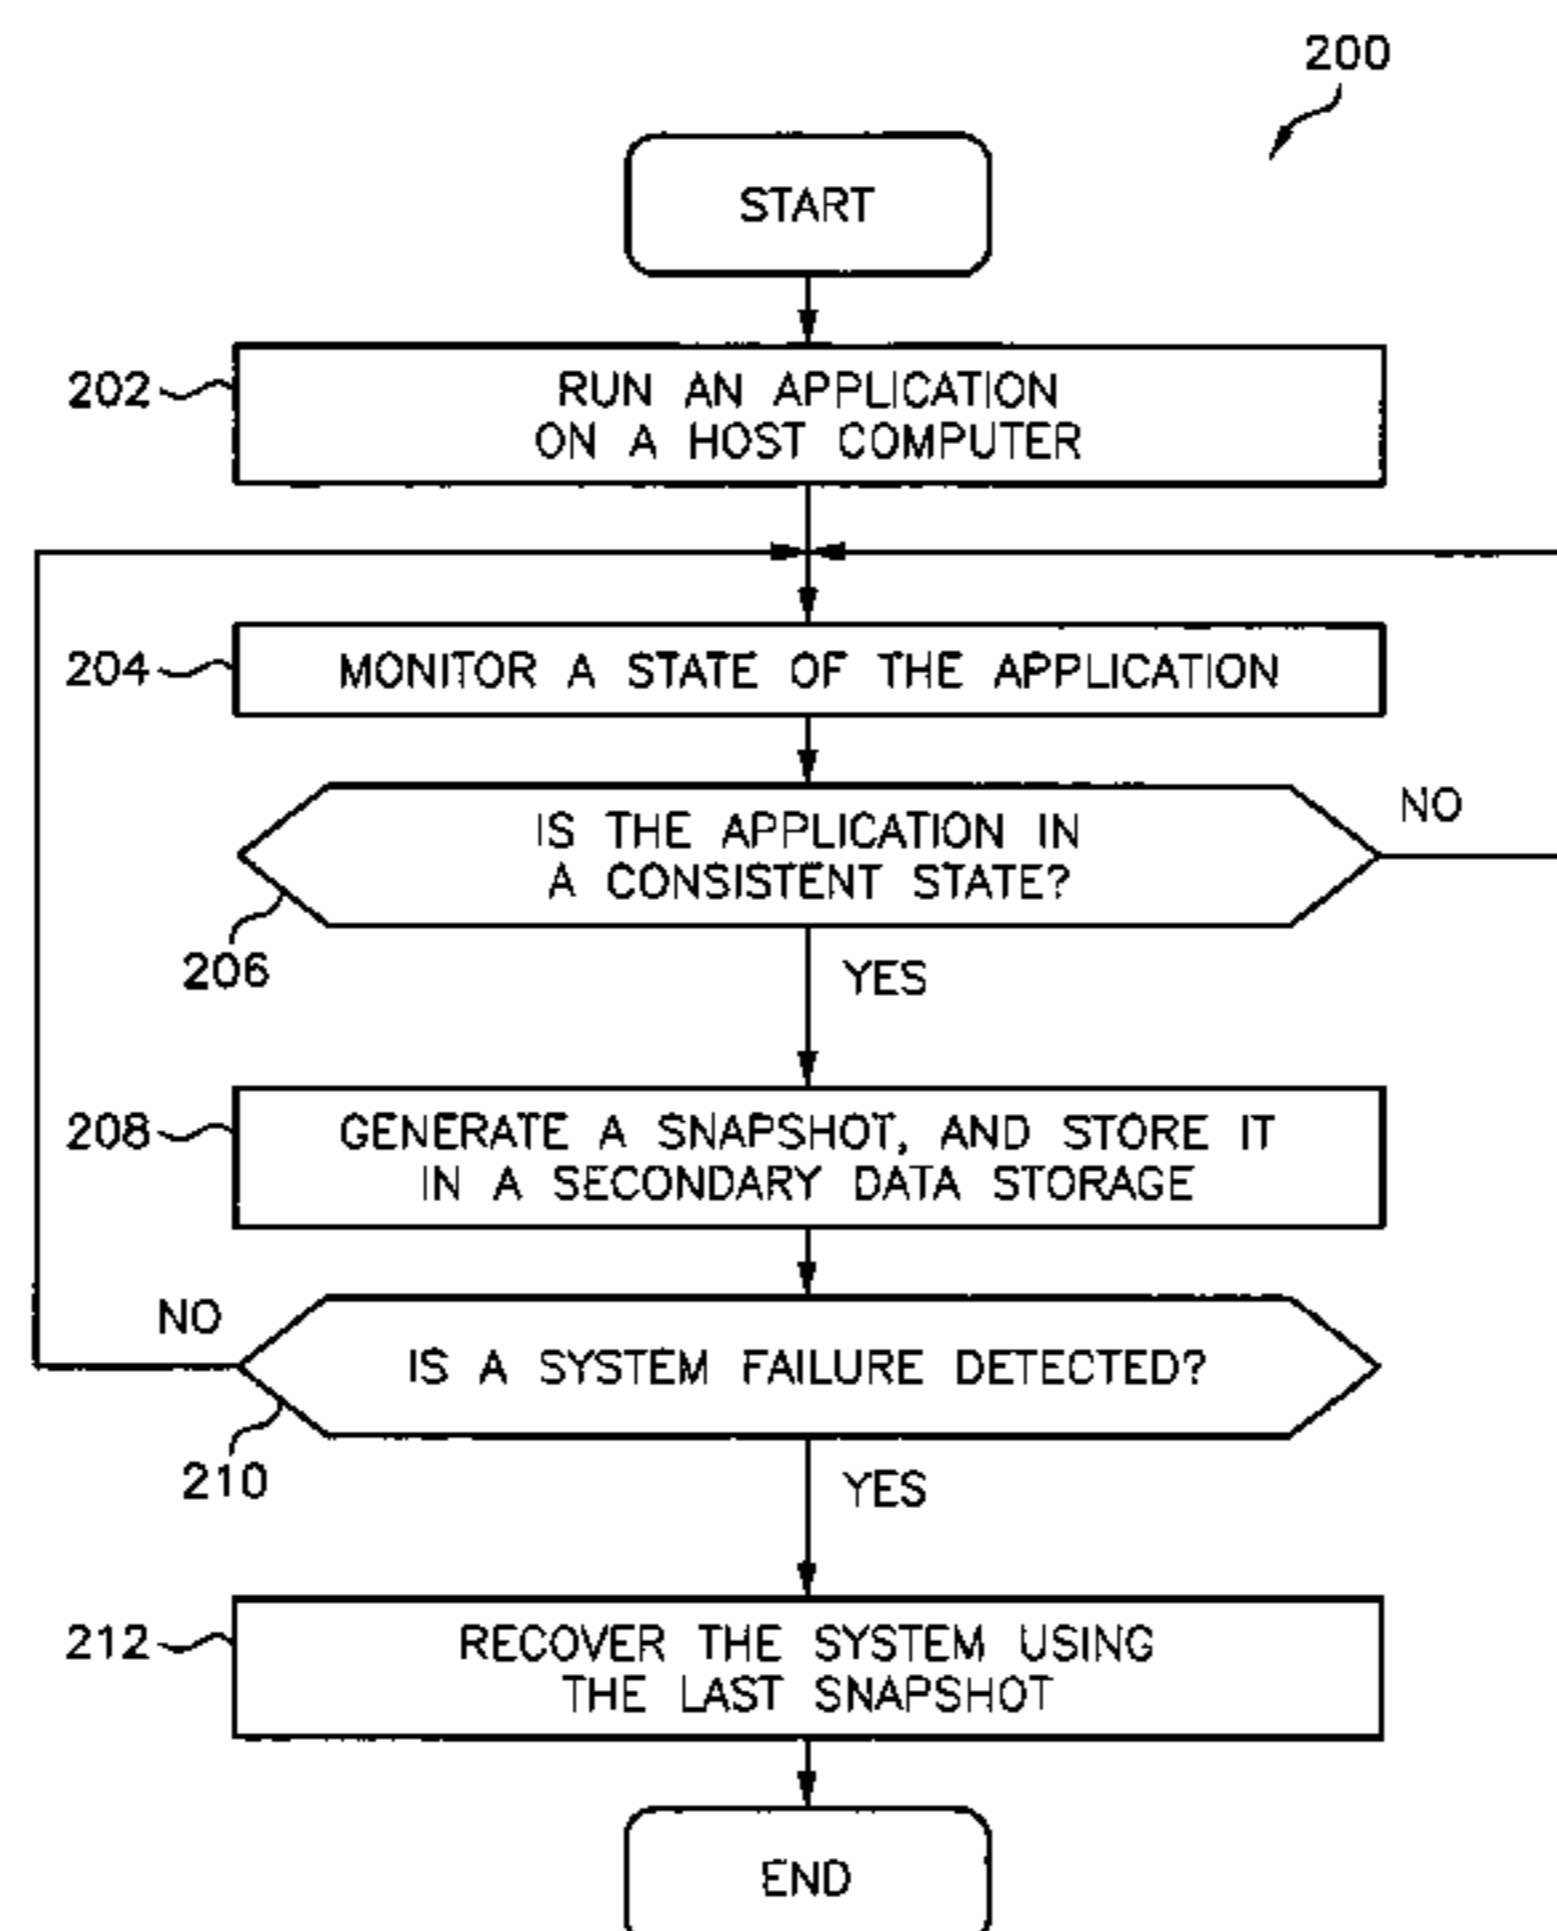 200
START
202
RUN AN APPLICATION
ON A HOST COMPUTER
204
MONITOR A STATE OF THE APPLICATION
IS THE APPLICATION IN
A CONSISTENT STATE?
NO
206
YES
208
GENERATE A SNAPSHOT, AND STORE IT
IN A SECONDARY DATA STORAGE
NO
IS A SYSTEM FAILURE DETECTED?
210
YES
212
RECOVER THE SYSTEM USING
THE LAST SNAPSHOT
END